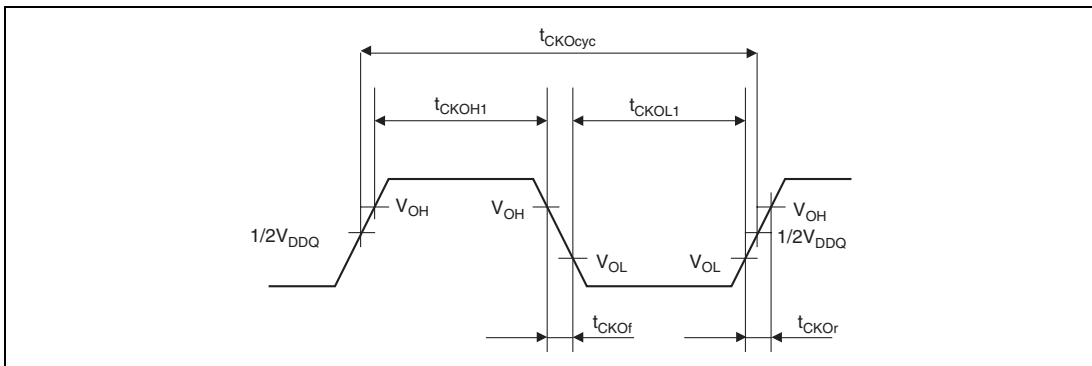 tCKOcyc
tCKOH1 tCKOL1
VOH VOH VOH
1/2VDDQ 1/2VDDQ
VOL VOL
tCKOf tCKOr